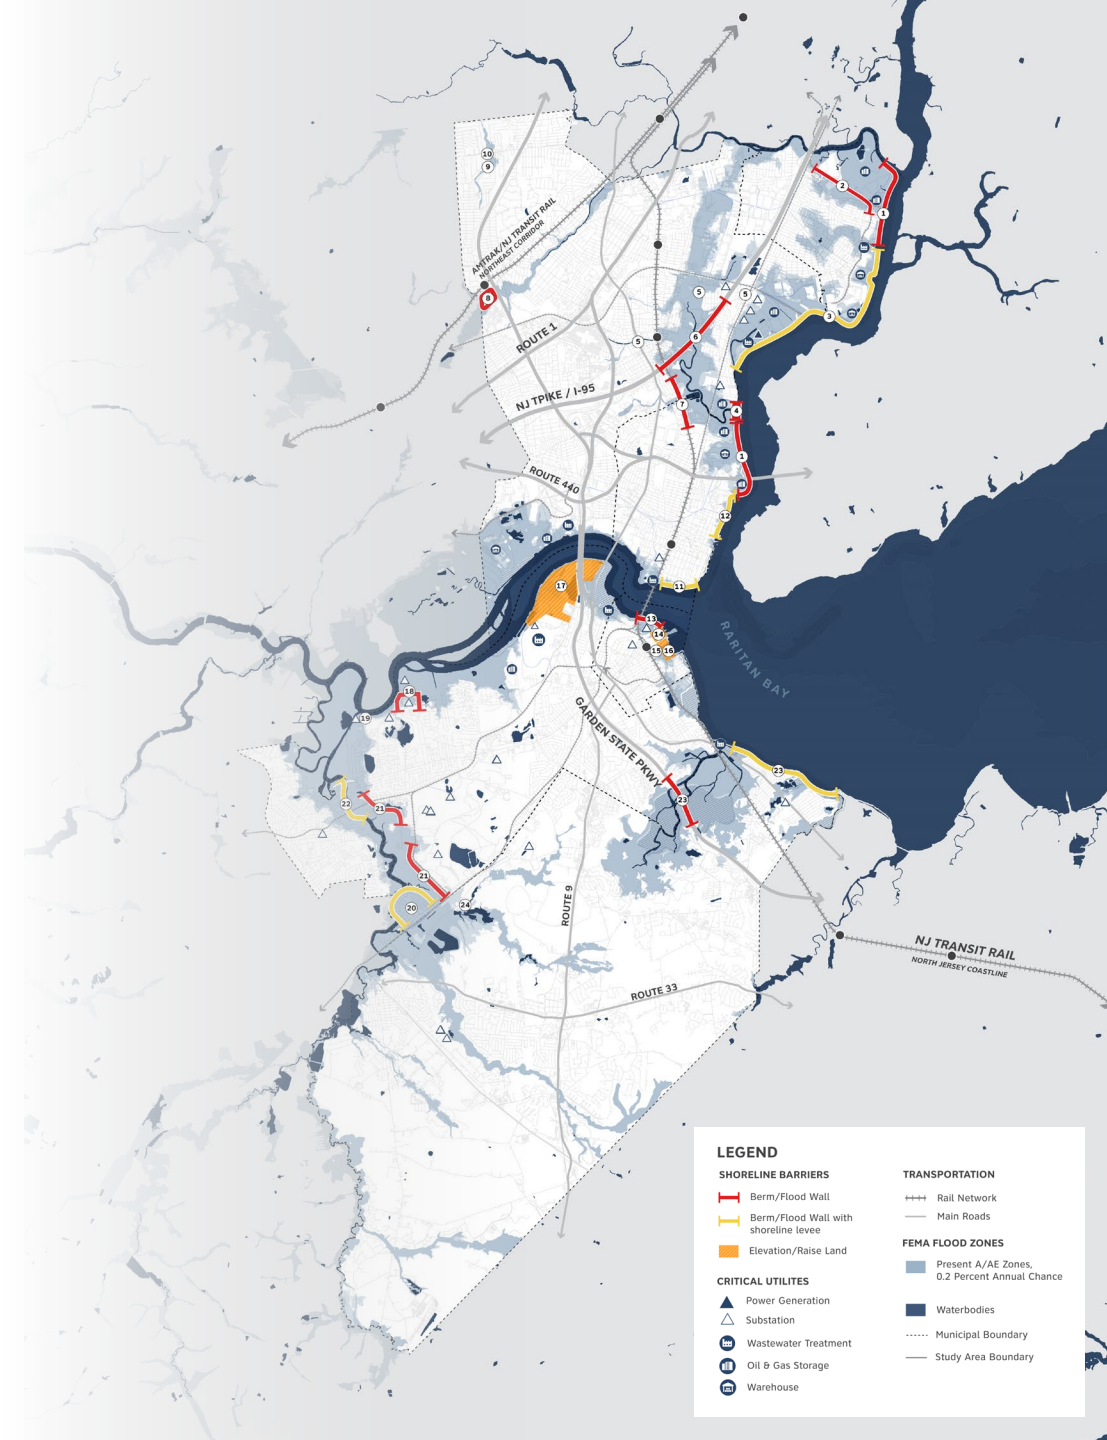 10
9
AMTRAK/NJ TRANSIT RAIL
NORTHEAST CORRIDOR
8
2
1
3
5
5
5
6
ROUTE 1
NJ TPIKE / I-95
7
4
1
ROUTE 440
12
11
17
13
14
15
16
RARITAN BAY
18
19
GARDEN STATE PKWY
23
23
22
21
21
20
24
ROUTE 9
NJ TRANSIT RAIL
NORTH JERSEY COASTLINE
ROUTE 33
LEGEND
SHORELINE BARRIERS
Berm/Flood Wall
Berm/Flood Wall with
shoreline levee
Elevation/Raise Land
CRITICAL UTILITES
Power Generation
Substation
Wastewater Treatment
Oil & Gas Storage
Warehouse
TRANSPORTATION
Rail Network
Main Roads
FEMA FLOOD ZONES
Present A/AE Zones,
0.2 Percent Annual Chance
Waterbodies
Municipal Boundary
Study Area Boundary